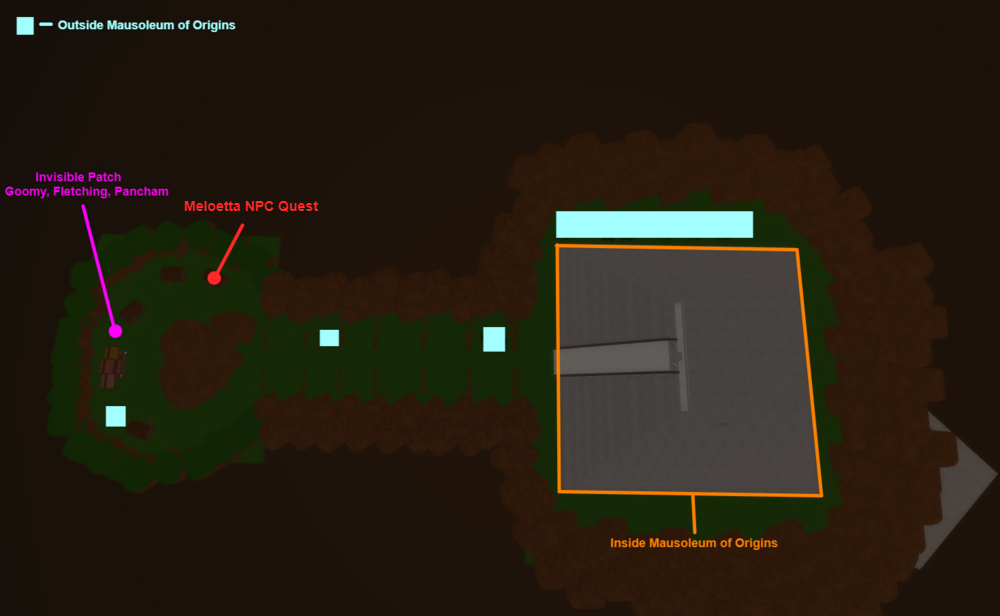 Outside Mausoleum of Origins
Invisible Patch
Goomy, Fletching, Pancham
Meloetta NPC Quest
Inside Mausoleum of Origins